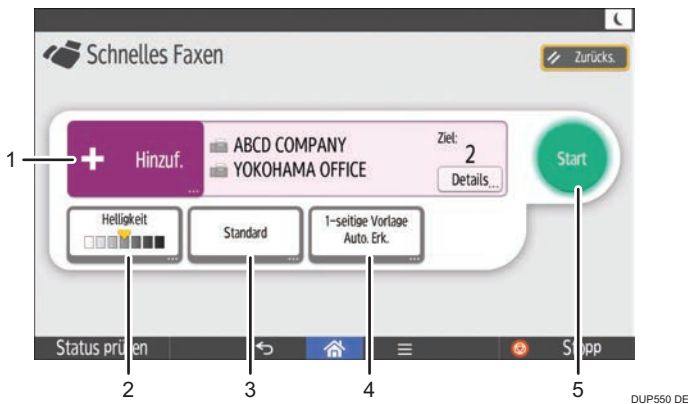 Schnelles Faxen
Zurücks.
1
+ Hinzuf.
ABCD COMPANY
YOKOHAMA OFFICE
Ziel:
2
Details...
Start
Helligkeit
Standard
1-seitige Vorlage
Auto. Erk.
Status prüfen
Stopp
2
3
4
5
DUP550 DE